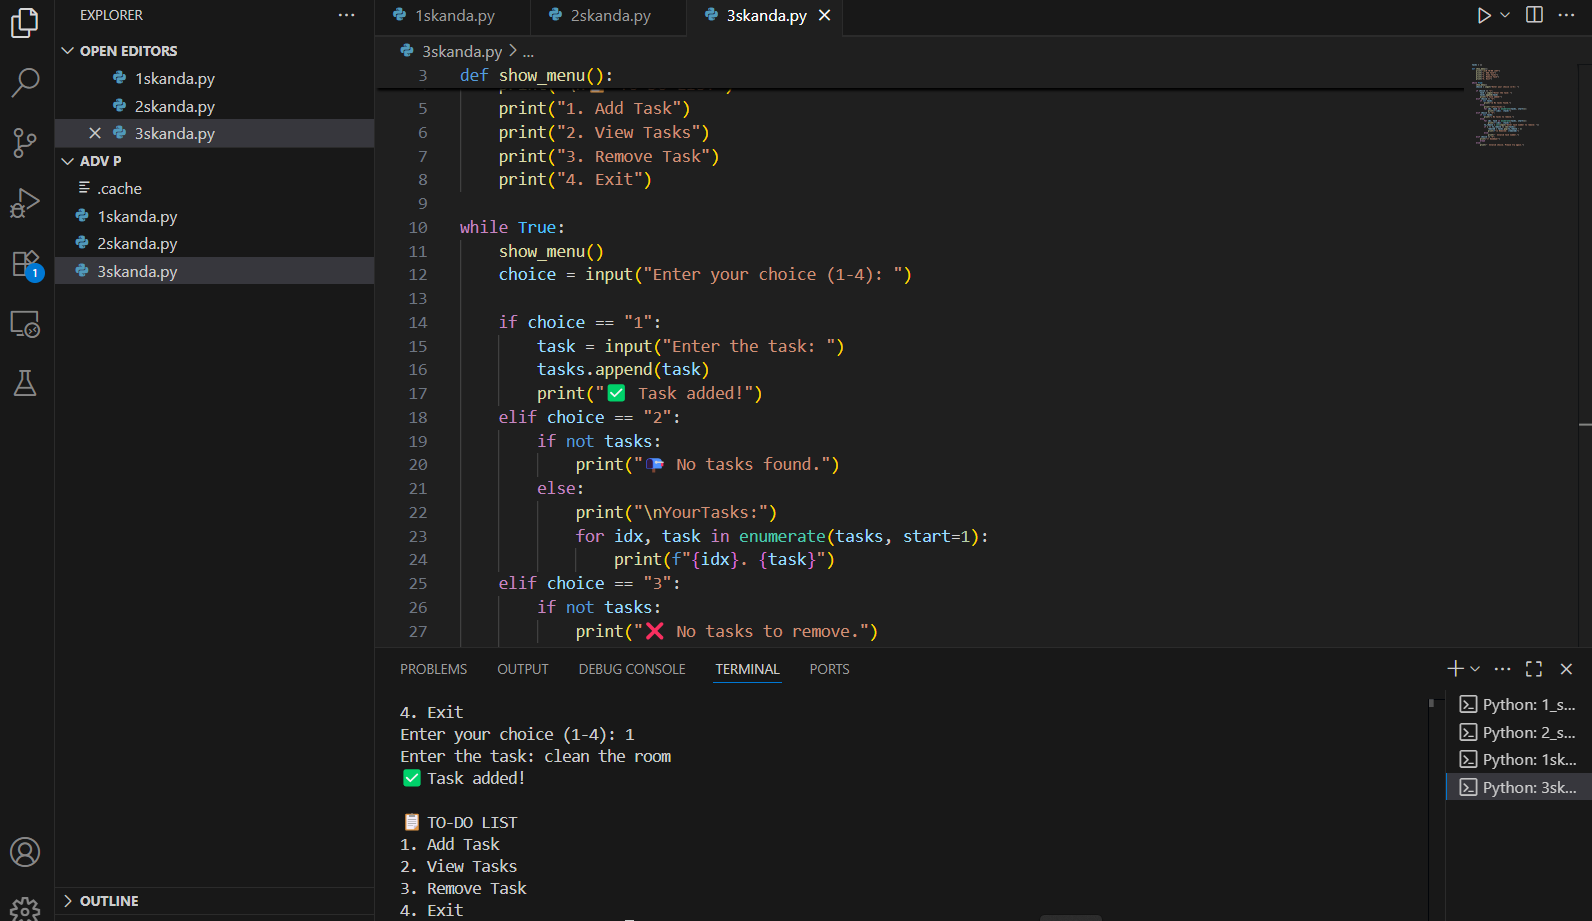 EXPLORER
OPEN EDITORS
1skanda.py
2skanda.py
3skanda.py
ADV P
.cache
1skanda.py
2skanda.py
3skanda.py
1
OUTLINE
1skanda.py
2skanda.py
3skanda.py
3skanda.py > ...
3 def show_menu():
5 print("1. Add Task")
6 print("2. View Tasks")
7 print("3. Remove Task")
8 print("4. Exit")
9
10 while True:
11 show_menu()
12 choice = input("Enter your choice (1-4): ")
13
14 if choice == "1":
15 task = input("Enter the task: ")
16 tasks.append(task)
17 print("✅ Task added!")
18 elif choice == "2":
19 if not tasks:
20 print("📭 No tasks found.")
21 else:
22 print("\nYourTasks:")
23 for idx, task in enumerate(tasks, start=1):
24 print(f"{idx}. {task}")
25 elif choice == "3":
26 if not tasks:
27 print("❌ No tasks to remove.")
PROBLEMS OUTPUT DEBUG CONSOLE TERMINAL PORTS
4. Exit
Enter your choice (1-4): 1
Enter the task: clean the room
✅ Task added!
📋 TO-DO LIST
1. Add Task
2. View Tasks
3. Remove Task
4. Exit
Python: 1_s...
Python: 2_s...
Python: 1sk...
Python: 3sk...